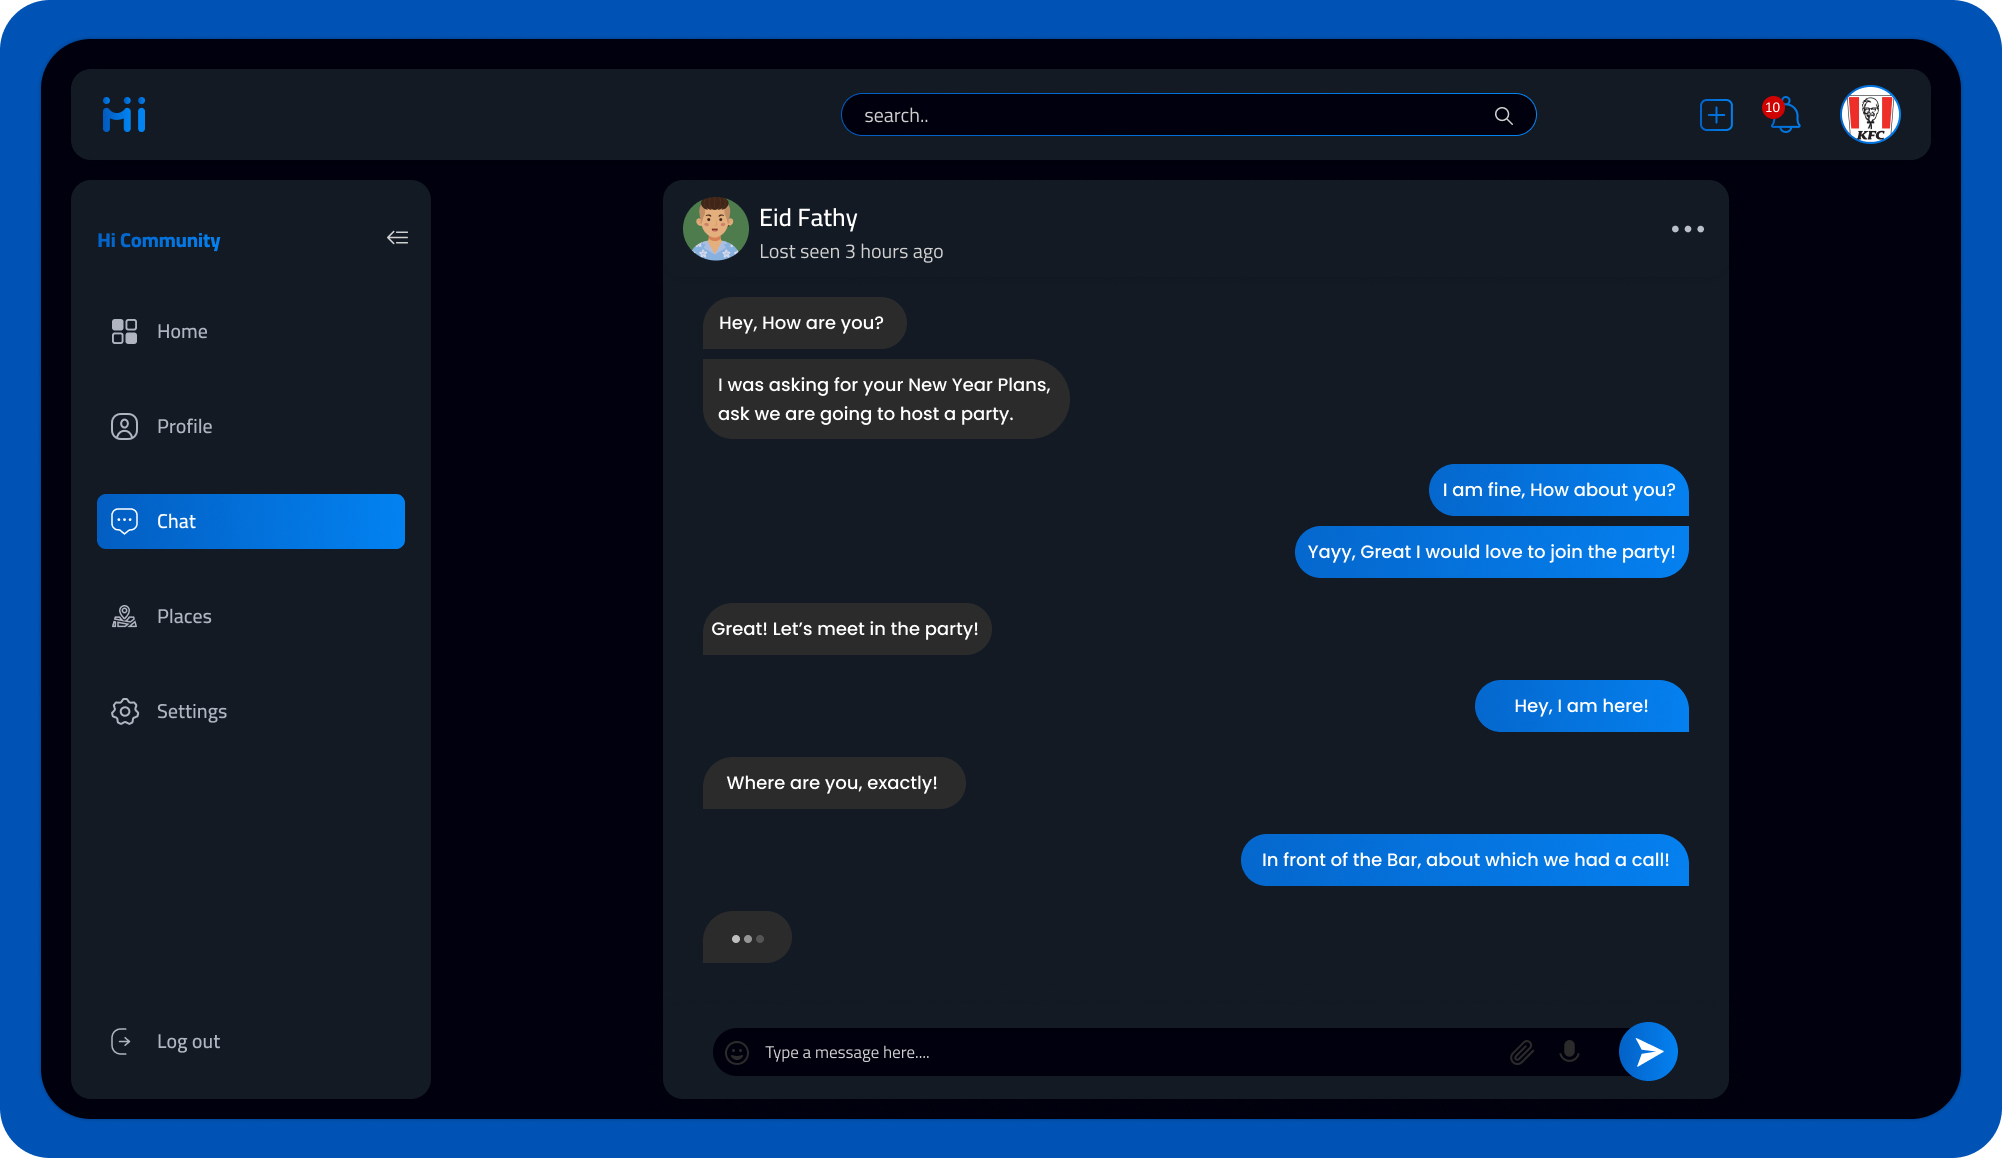 Hi
search..
10
KFC
Hi Community
Home
Profile
Chat
Places
Settings
Log out
Eid Fathy
Lost seen 3 hours ago
Hey, How are you?
I was asking for your New Year Plans,
ask we are going to host a party.
I am fine, How about you?
Yayy, Great I would love to join the party!
Great! Let’s meet in the party!
Hey, I am here!
Where are you, exactly!
In front of the Bar, about which we had a call!
Type a message here....